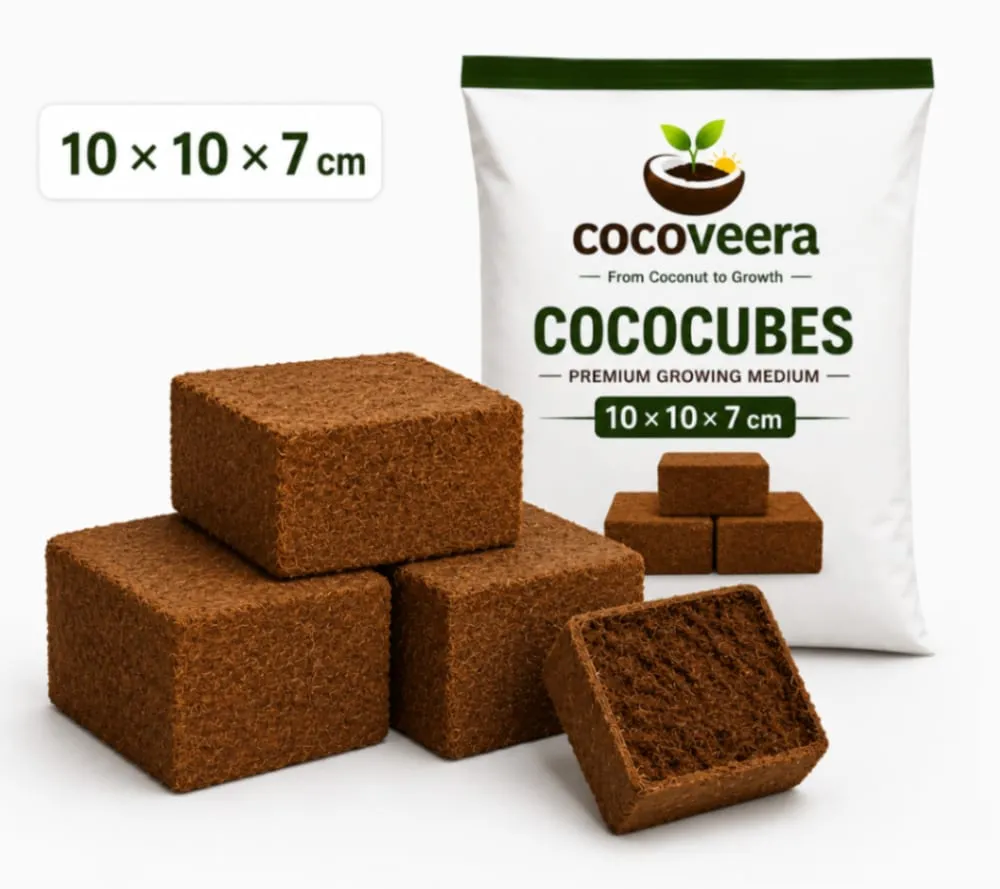 10 × 10 × 7 cm
cocoveera
From Coconut to Growth
COCOCUBES
PREMIUM GROWING MEDIUM
10 × 10 × 7 cm